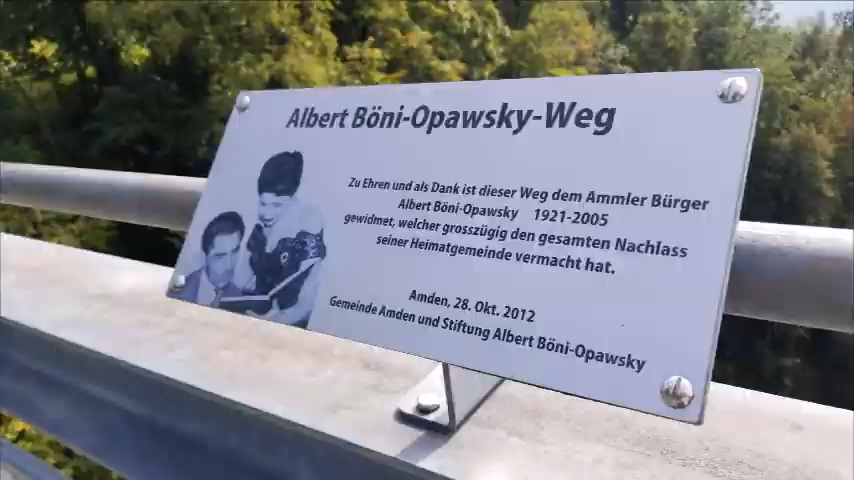 Albert Böni-Opawsky-Weg
Zu Ehren und als Dank ist dieser Weg dem Ammler Bürger
Albert Böni-Opawsky 1921-2005
gewidmet, welcher grosszügig den gesamten Nachlass
seiner Heimatgemeinde vermacht hat.
Amden, 28. Okt. 2012
Gemeinde Amden und Stiftung Albert Böni-Opawsky